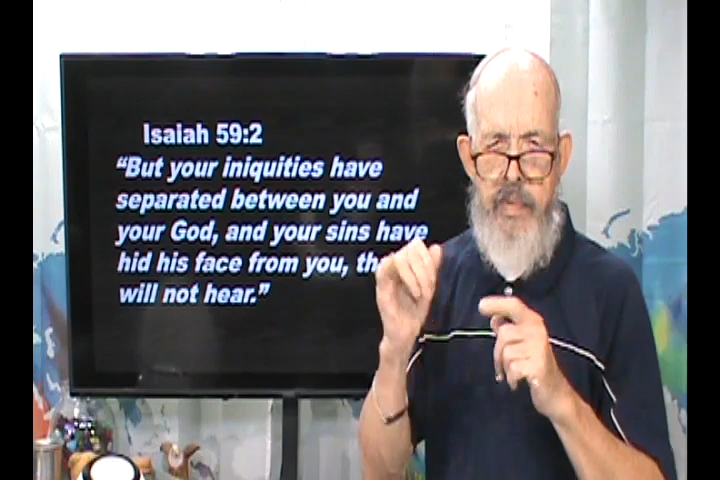 Isaiah 59:2
“But your iniquities have
separated between you and
your God, and your sins have
hid his face from you,
will not hear.”